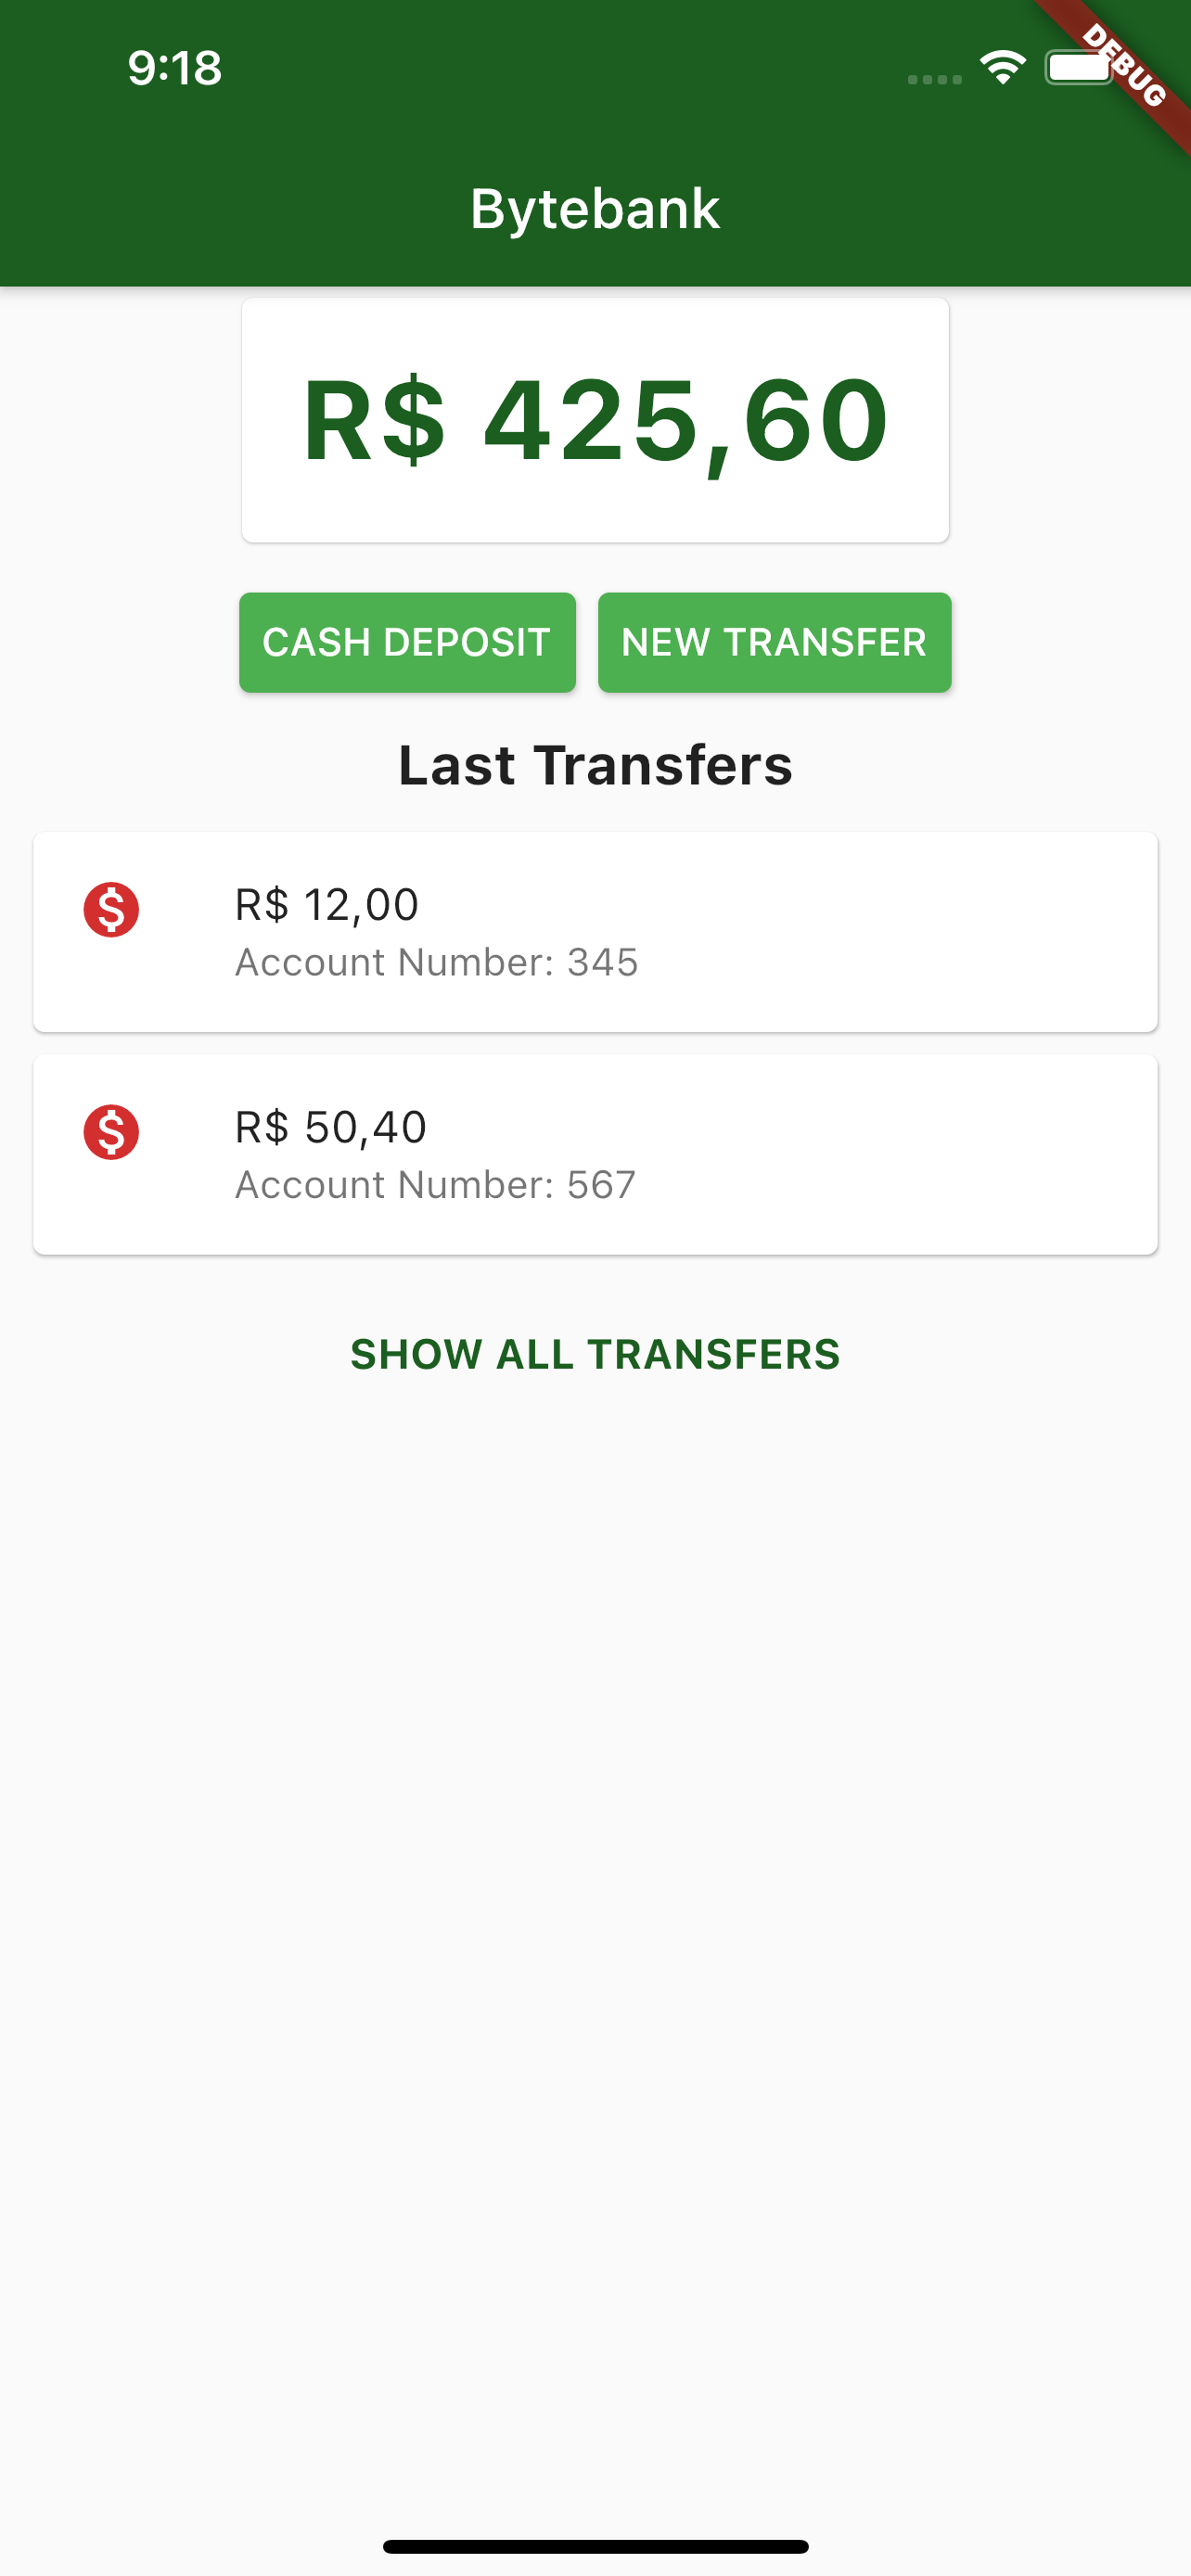 9:18
DEBUG
Bytebank
R$ 425,60
CASH DEPOSIT NEW TRANSFER
Last Transfers
$ R$ 12,00
Account Number: 345
$ R$ 50,40
Account Number: 567
SHOW ALL TRANSFERS